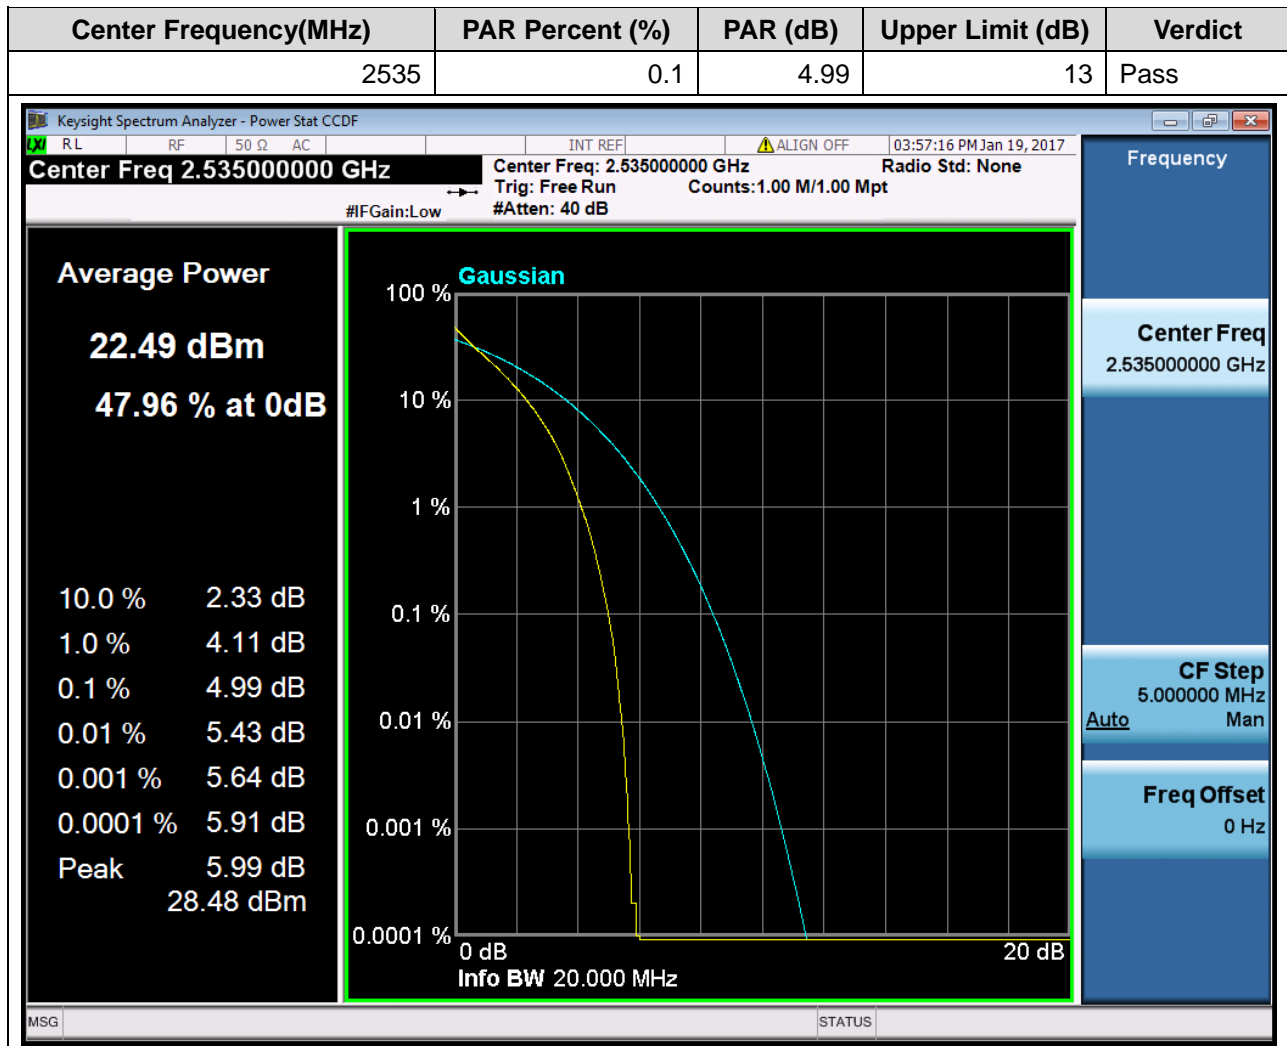 Center Frequency(MHz) PAR Percent (%) PAR (dB) Upper Limit (dB) Verdict
2535 0.1 4.99 13 Pass
Keysight Spectrum Analyzer - Power Stat CCDF
LXI RL RF 50 Ω AC INT REF ALIGN OFF 03:57:16 PM Jan 19, 2017
Center Freq 2.535000000 GHz
Center Freq: 2.535000000 GHz Radio Std: None
Trig: Free Run Counts:1.00 M/1.00 Mpt
#IFGain:Low #Atten: 40 dB
Frequency
Average Power
22.49 dBm
47.96 % at 0dB
10.0 % 2.33 dB
1.0 % 4.11 dB
0.1 % 4.99 dB
0.01 % 5.43 dB
0.001 % 5.64 dB
0.0001 % 5.91 dB
Peak 5.99 dB
28.48 dBm
Gaussian
100 %
10 %
1 %
0.1 %
0.01 %
0.001 %
0.0001 %
0 dB 20 dB
Info BW 20.000 MHz
Center Freq
2.535000000 GHz
CF Step
5.000000 MHz
Auto Man
Freq Offset
0 Hz
MSG STATUS